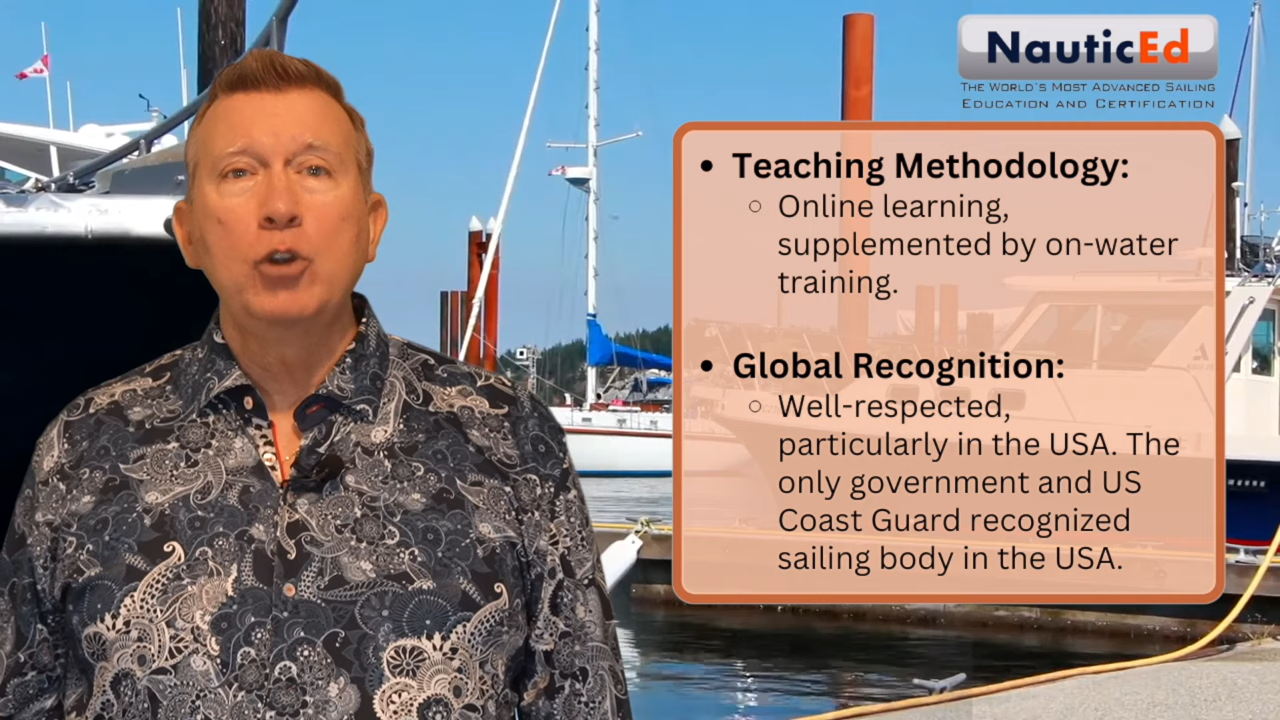 NauticEd
The World's Most Advanced Sailing
Education and Certification
• Teaching Methodology:
○ Online learning,
supplemented by on-water
training.
• Global Recognition:
○ Well-respected,
particularly in the USA. The
only government and US
Coast Guard recognized
sailing body in the USA.